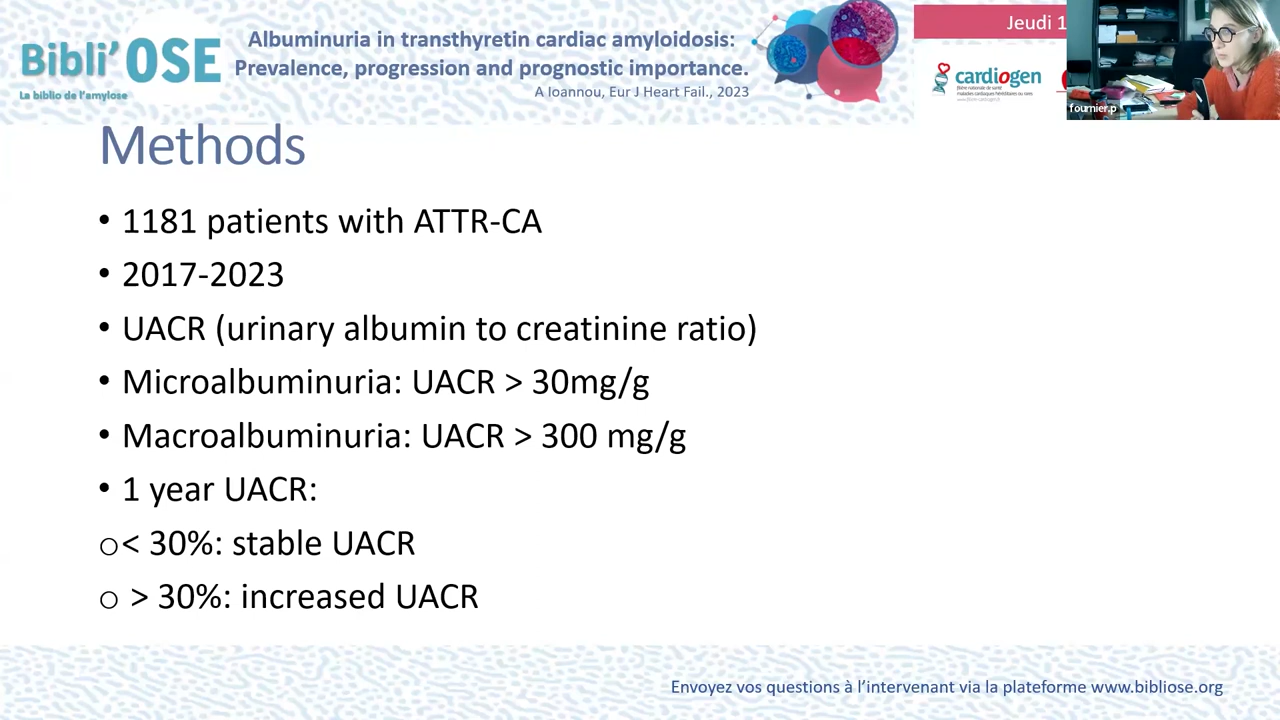 Bibli’OSE
La biblio de l’amylose
Albuminuria in transthyretin cardiac amyloidosis:
Prevalence, progression and prognostic importance.
A Ioannou, Eur J Heart Fail., 2023
Jeudi 1
cardiogen
fournier.p
Methods
• 1181 patients with ATTR-CA
• 2017-2023
• UACR (urinary albumin to creatinine ratio)
• Microalbuminuria: UACR > 30mg/g
• Macroalbuminuria: UACR > 300 mg/g
• 1 year UACR:
o< 30%: stable UACR
o > 30%: increased UACR
Envoyez vos questions à l’intervenant via la plateforme www.bibliose.org